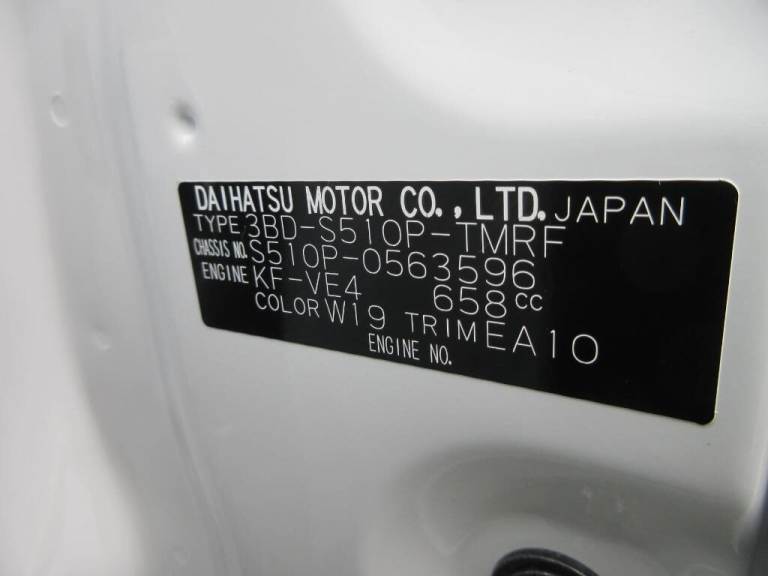 DAIHATSU MOTOR CO., LTD. JAPAN
TYPE 3BD-S510P-TMRF
CHASSIS NO. S510P-0563596
ENGINE KF-VE4 658cc
COLOR W19 TRIM EA10
ENGINE NO.